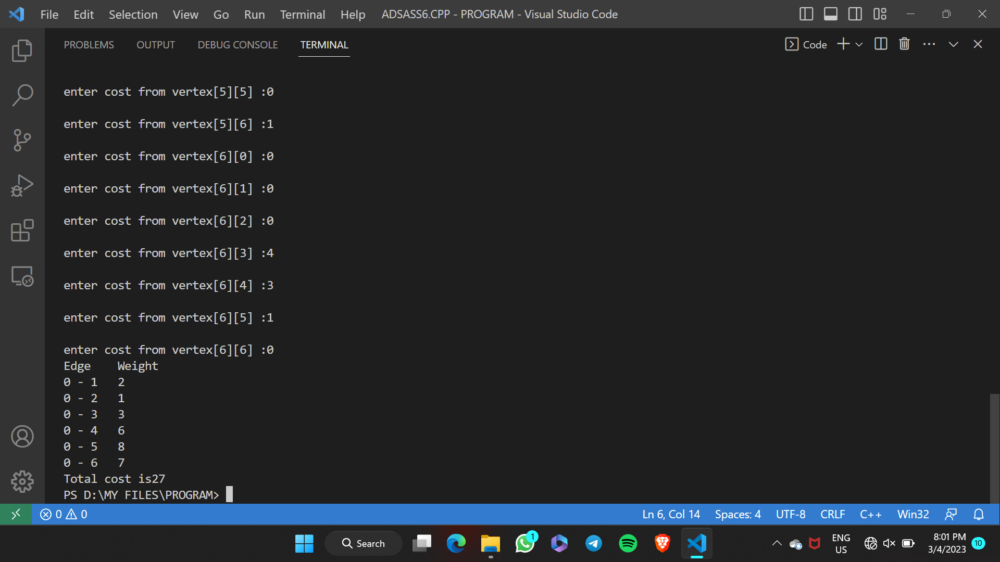 File Edit Selection View Go Run Terminal Help ADSASS6.CPP - PROGRAM - Visual Studio Code
PROBLEMS OUTPUT DEBUG CONSOLE TERMINAL Code
enter cost from vertex[5][5] :0
enter cost from vertex[5][6] :1
enter cost from vertex[6][0] :0
enter cost from vertex[6][1] :0
enter cost from vertex[6][2] :0
enter cost from vertex[6][3] :4
enter cost from vertex[6][4] :3
enter cost from vertex[6][5] :1
enter cost from vertex[6][6] :0
Edge Weight
0 - 1 2
0 - 2 1
0 - 3 3
0 - 4 6
0 - 5 8
0 - 6 7
Total cost is27
PS D:\MY FILES\PROGRAM>
0 0 Ln 6, Col 14 Spaces: 4 UTF-8 CRLF C++ Win32
Search 1 ENG 8:01 PM 10
US 3/4/2023